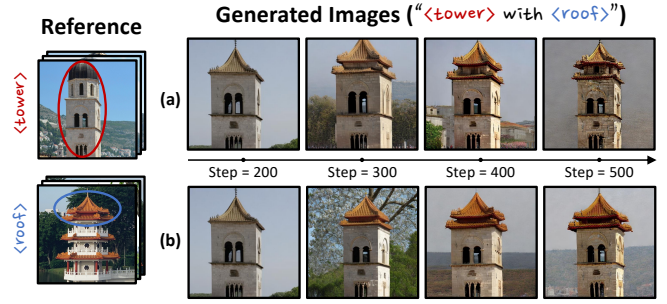 Reference
Generated Images ("<tower> with <roof>")
<tower>
(a)
Step = 200
Step = 300
Step = 400
Step = 500
<roof>
(b)